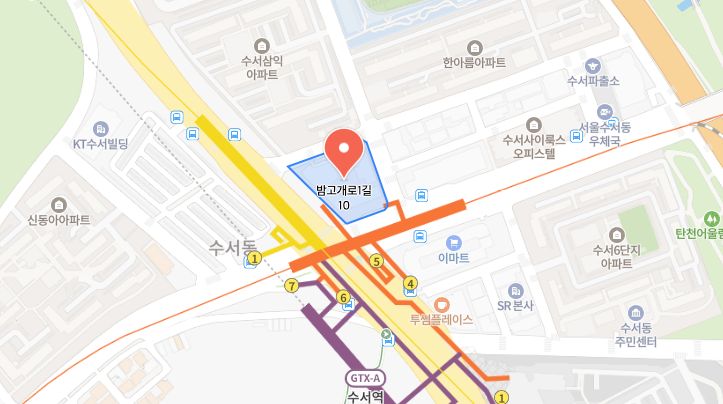 수서삼익
아파트
한아름아파트
수서파출소
KT수서빌딩
수서사이룩스
오피스텔
서울수서동
우체국
밤고개로1길
10
신동아아파트
수서동
1
7
6
5
4
이마트
수서6단지
아파트
탄천어울림
SR 본사
투썸플레이스
수서동
주민센터
GTX-A
수서역
1